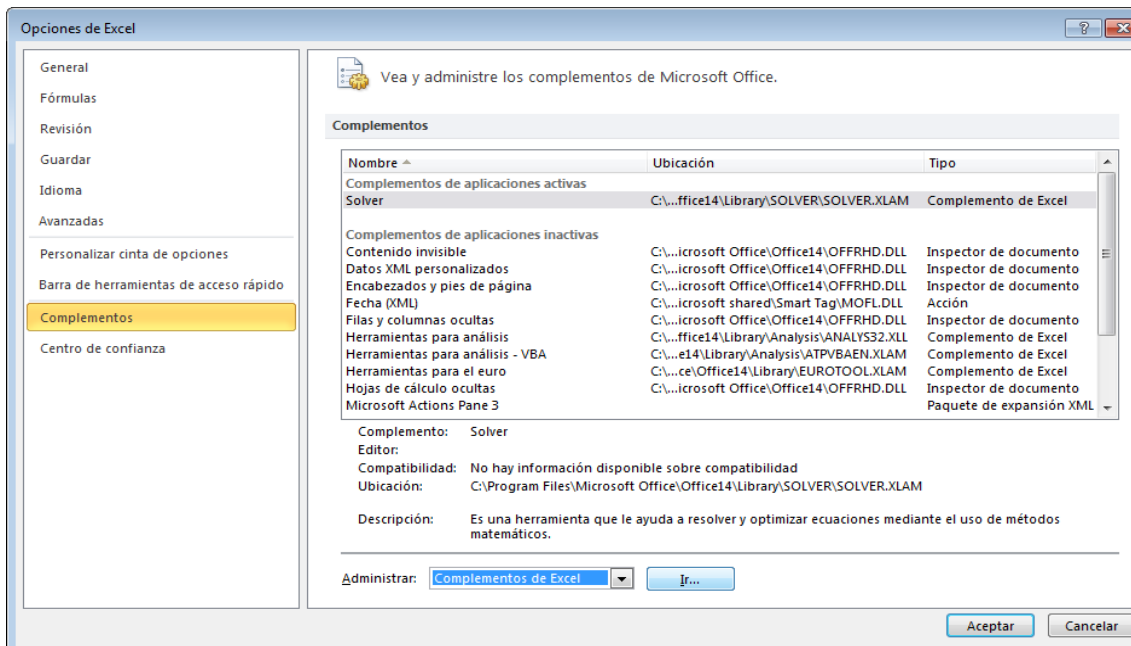 Opciones de Excel
General
Fórmulas
Revisión
Guardar
Idioma
Avanzadas
Personalizar cinta de opciones
Barra de herramientas de acceso rápido
Complementos
Centro de confianza
Vea y administre los complementos de Microsoft Office.
Complementos
Nombre Ubicación Tipo
Complementos de aplicaciones activas
Solver C:\...ffice14\Library\SOLVER\SOLVER.XLAM Complemento de Excel
Complementos de aplicaciones inactivas
Contenido invisible C:\...icrosoft Office\Office14\OFFRHD.DLL Inspector de documento
Datos XML personalizados C:\...icrosoft Office\Office14\OFFRHD.DLL Inspector de documento
Encabezados y pies de página C:\...icrosoft Office\Office14\OFFRHD.DLL Inspector de documento
Fecha (XML) C:\...icrosoft shared\Smart Tag\MOFL.DLL Acción
Filas y columnas ocultas C:\...icrosoft Office\Office14\OFFRHD.DLL Inspector de documento
Herramientas para análisis C:\...ffice14\Library\Analysis\ANALYS32.XLL Complemento de Excel
Herramientas para análisis - VBA C:\...e14\Library\Analysis\ATPVBAEN.XLAM Complemento de Excel
Herramientas para el euro C:\...ce\Office14\Library\EUROTOOL.XLAM Complemento de Excel
Hojas de cálculo ocultas C:\...icrosoft Office\Office14\OFFRHD.DLL Inspector de documento
Microsoft Actions Pane 3 Paquete de expansión XML
Complemento: Solver
Editor:
Compatibilidad: No hay información disponible sobre compatibilidad
Ubicación: C:\Program Files\Microsoft Office\Office14\Library\SOLVER\SOLVER.XLAM
Descripción: Es una herramienta que le ayuda a resolver y optimizar ecuaciones mediante el uso de métodos
matemáticos.
Administrar: Complementos de Excel Ir...
Aceptar Cancelar